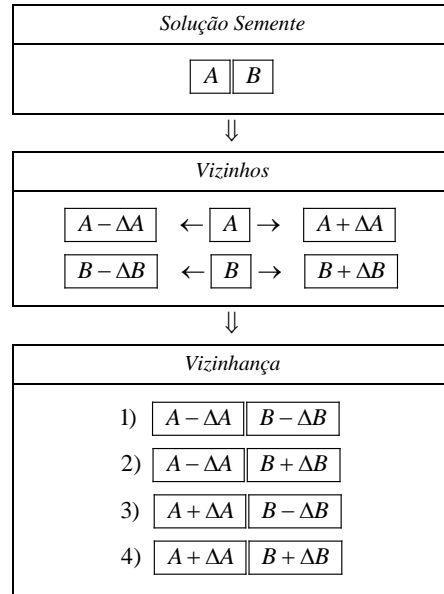 Solução Semente
A B
⇓
Vizinhos
A − ΔA ← A → A + ΔA
B − ΔB ← B → B + ΔB
⇓
Vizinhança
1) A − ΔA B − ΔB
2) A − ΔA B + ΔB
3) A + ΔA B − ΔB
4) A + ΔA B + ΔB